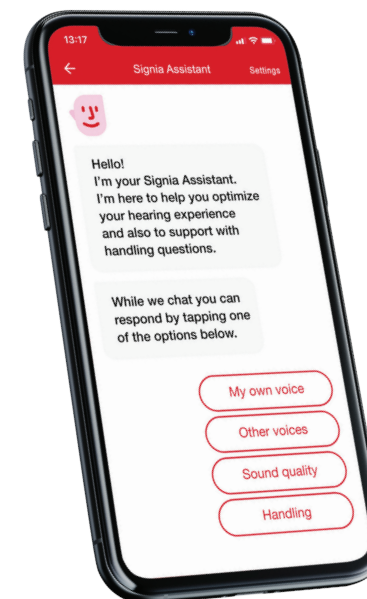 13:17
Signia Assistant
Settings
Hello!
I'm your Signia Assistant.
I'm here to help you optimize
your hearing experience
and also to support with
handling questions.
While we chat you can
respond by tapping one
of the options below.
My own voice
Other voices
Sound quality
Handling